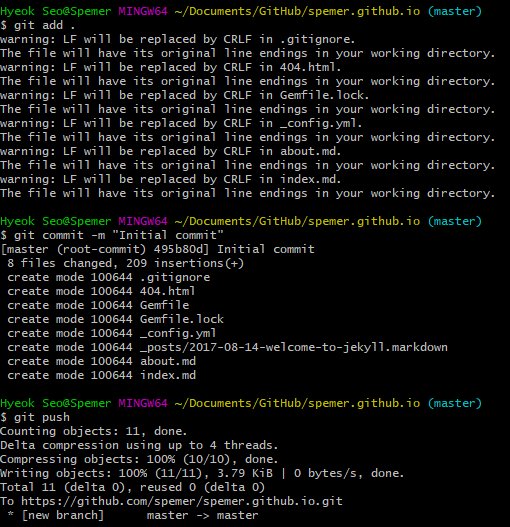 Hyeok Seo@Spemer MINGW64 ~/Documents/GitHub/spemer.github.io (master)
$ git add .
warning: LF will be replaced by CRLF in .gitignore.
The file will have its original line endings in your working directory.
warning: LF will be replaced by CRLF in 404.html.
The file will have its original line endings in your working directory.
warning: LF will be replaced by CRLF in Gemfile.lock.
The file will have its original line endings in your working directory.
warning: LF will be replaced by CRLF in _config.yml.
The file will have its original line endings in your working directory.
warning: LF will be replaced by CRLF in about.md.
The file will have its original line endings in your working directory.
warning: LF will be replaced by CRLF in index.md.
The file will have its original line endings in your working directory.
Hyeok Seo@Spemer MINGW64 ~/Documents/GitHub/spemer.github.io (master)
$ git commit -m "Initial commit"
[master (root-commit) 495b80d] Initial commit
 8 files changed, 209 insertions(+)
 create mode 100644 .gitignore
 create mode 100644 404.html
 create mode 100644 Gemfile
 create mode 100644 Gemfile.lock
 create mode 100644 _config.yml
 create mode 100644 _posts/2017-08-14-welcome-to-jekyll.markdown
 create mode 100644 about.md
 create mode 100644 index.md
Hyeok Seo@Spemer MINGW64 ~/Documents/GitHub/spemer.github.io (master)
$ git push
Counting objects: 11, done.
Delta compression using up to 4 threads.
Compressing objects: 100% (10/10), done.
Writing objects: 100% (11/11), 3.79 KiB | 0 bytes/s, done.
Total 11 (delta 0), reused 0 (delta 0)
To https://github.com/spemer/spemer.github.io.git
 * [new branch]      master -> master